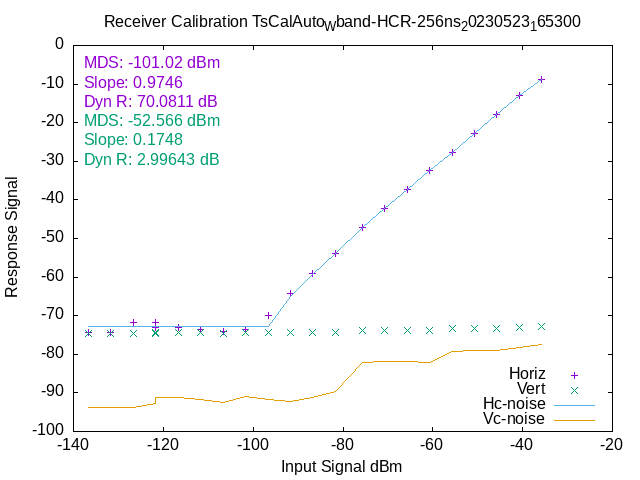 Receiver Calibration TsCalAutoWband-HCR-256ns20230523165300
MDS: -101.02 dBm
Slope: 0.9746
Dyn R: 70.0811 dB
MDS: -52.566 dBm
Slope: 0.1748
Dyn R: 2.99643 dB
0
-10
-20
-30
-40
-50
-60
-70
-80
-90
-100
Response Signal
Horiz
Vert
Hc-noise
Vc-noise
-140 -120 -100 -80 -60 -40 -20
Input Signal dBm